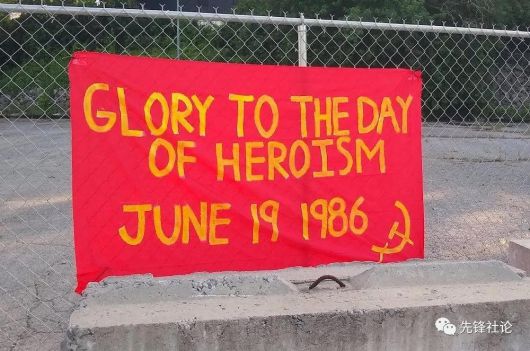 GLORY TO THE DAY
OF HEROISM
JUNE 19 1986
先锋社论